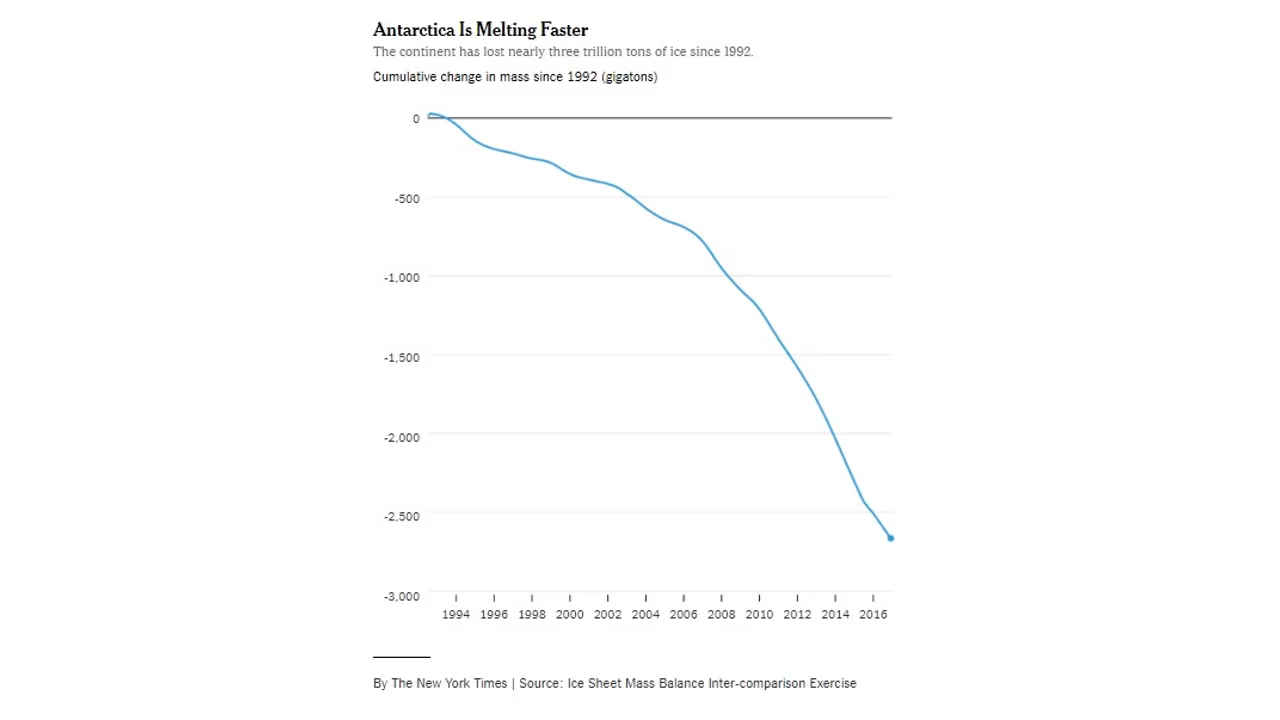 Antarctica Is Melting Faster
The continent has lost nearly three trillion tons of ice since 1992.
Cumulative change in mass since 1992 (gigatons)
0
-500
-1,000
-1,500
-2,000
-2,500
-3,000
1994 1996 1998 2000 2002 2004 2006 2008 2010 2012 2014 2016
By The New York Times | Source: Ice Sheet Mass Balance Inter-comparison Exercise